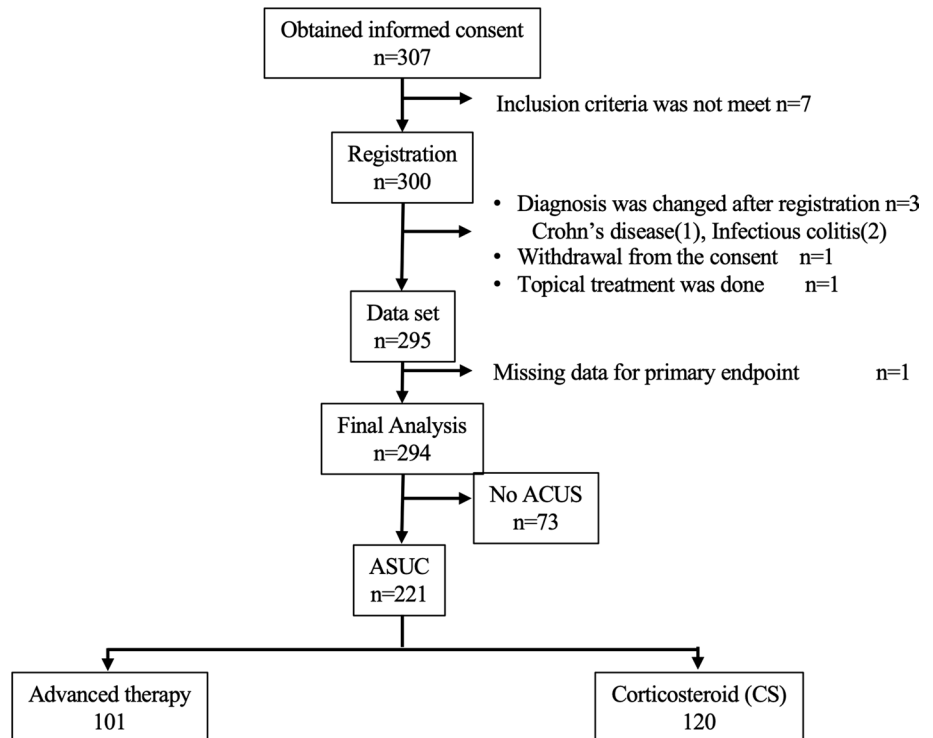 Obtained informed consent
n=307
Inclusion criteria was not meet n=7
Registration
n=300
• Diagnosis was changed after registration n=3
Crohn’s disease(1), Infectious colitis(2)
• Withdrawal from the consent n=1
• Topical treatment was done n=1
Data set
n=295
Missing data for primary endpoint n=1
Final Analysis
n=294
No ACUS
n=73
ASUC
n=221
Advanced therapy
101
Corticosteroid (CS)
120